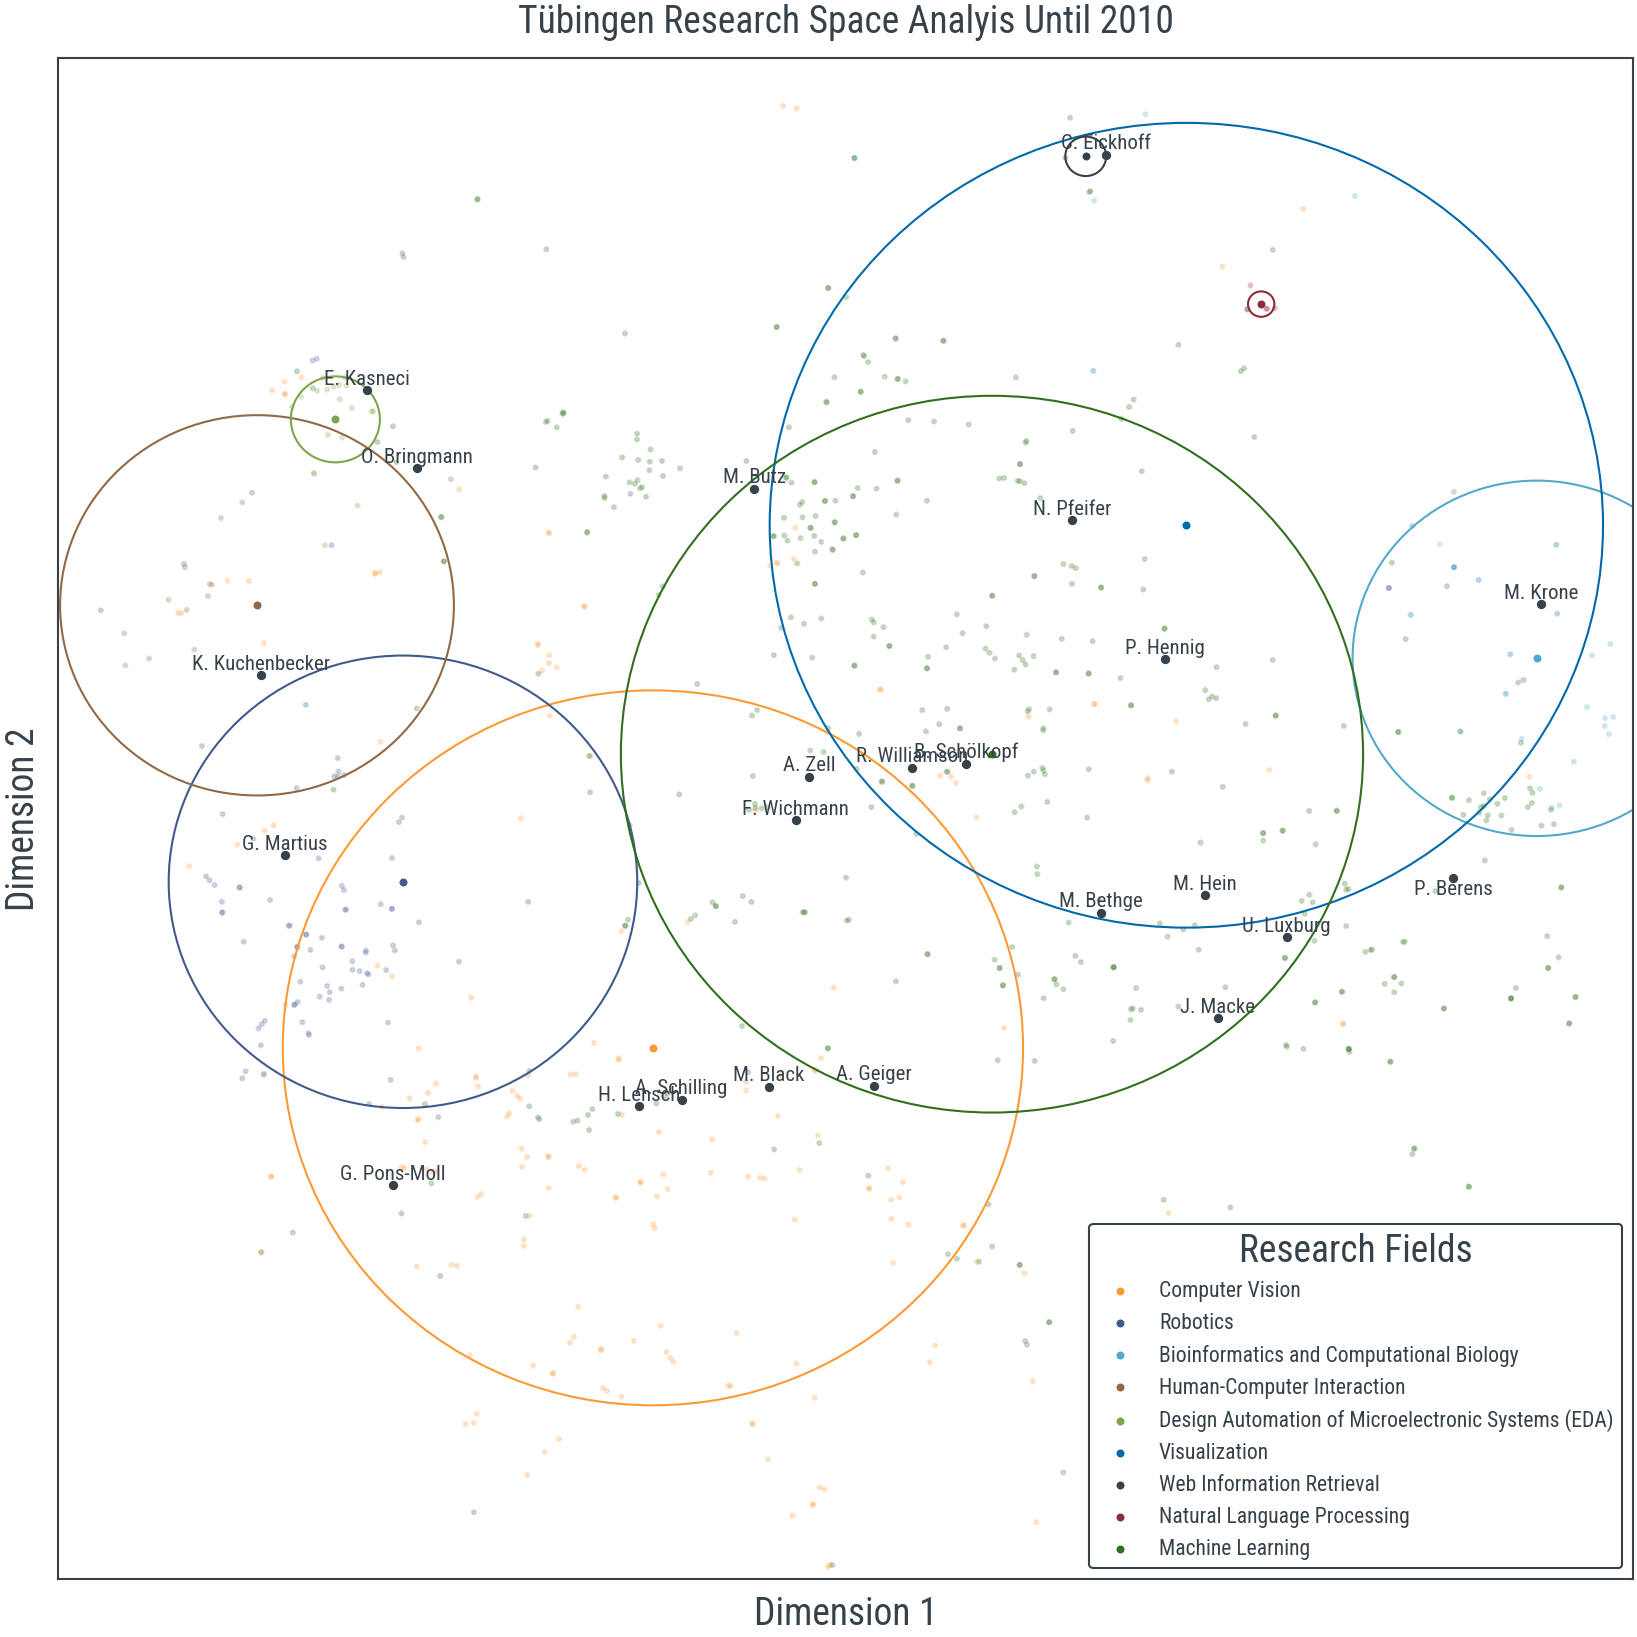 Tübingen Research Space Analyis Until 2010
C. Eickhoff
E. Kasneci
O. Bringmann
M. Butz
N. Pfeifer
M. Krone
P. Hennig
K. Kuchenbecker
B. Schölkopf
R. Williamson
A. Zell
F. Wichmann
G. Martius
M. Hein
P. Berens
M. Bethge
U. Luxburg
J. Macke
M. Black
A. Geiger
A. Schilling
H. Lensch
G. Pons-Moll
Dimension 2
Research Fields
Computer Vision
Robotics
Bioinformatics and Computational Biology
Human-Computer Interaction
Design Automation of Microelectronic Systems (EDA)
Visualization
Web Information Retrieval
Natural Language Processing
Machine Learning
Dimension 1